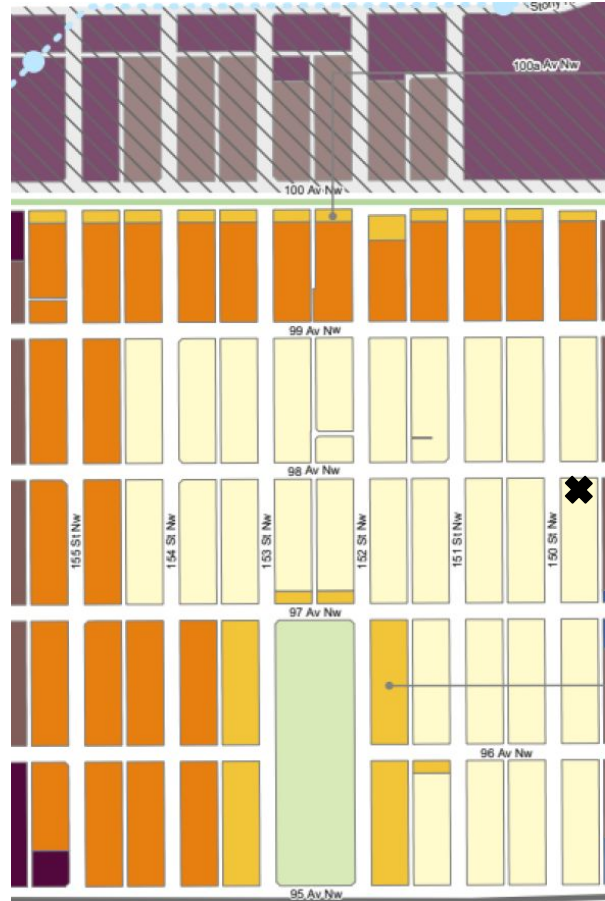 Stony
100a Av Nw
100 Av Nw
99 Av Nw
98 Av Nw
155 St Nw
154 St Nw
153 St Nw
152 St Nw
151 St Nw
150 St Nw
97 Av Nw
96 Av Nw
95 Av Nw